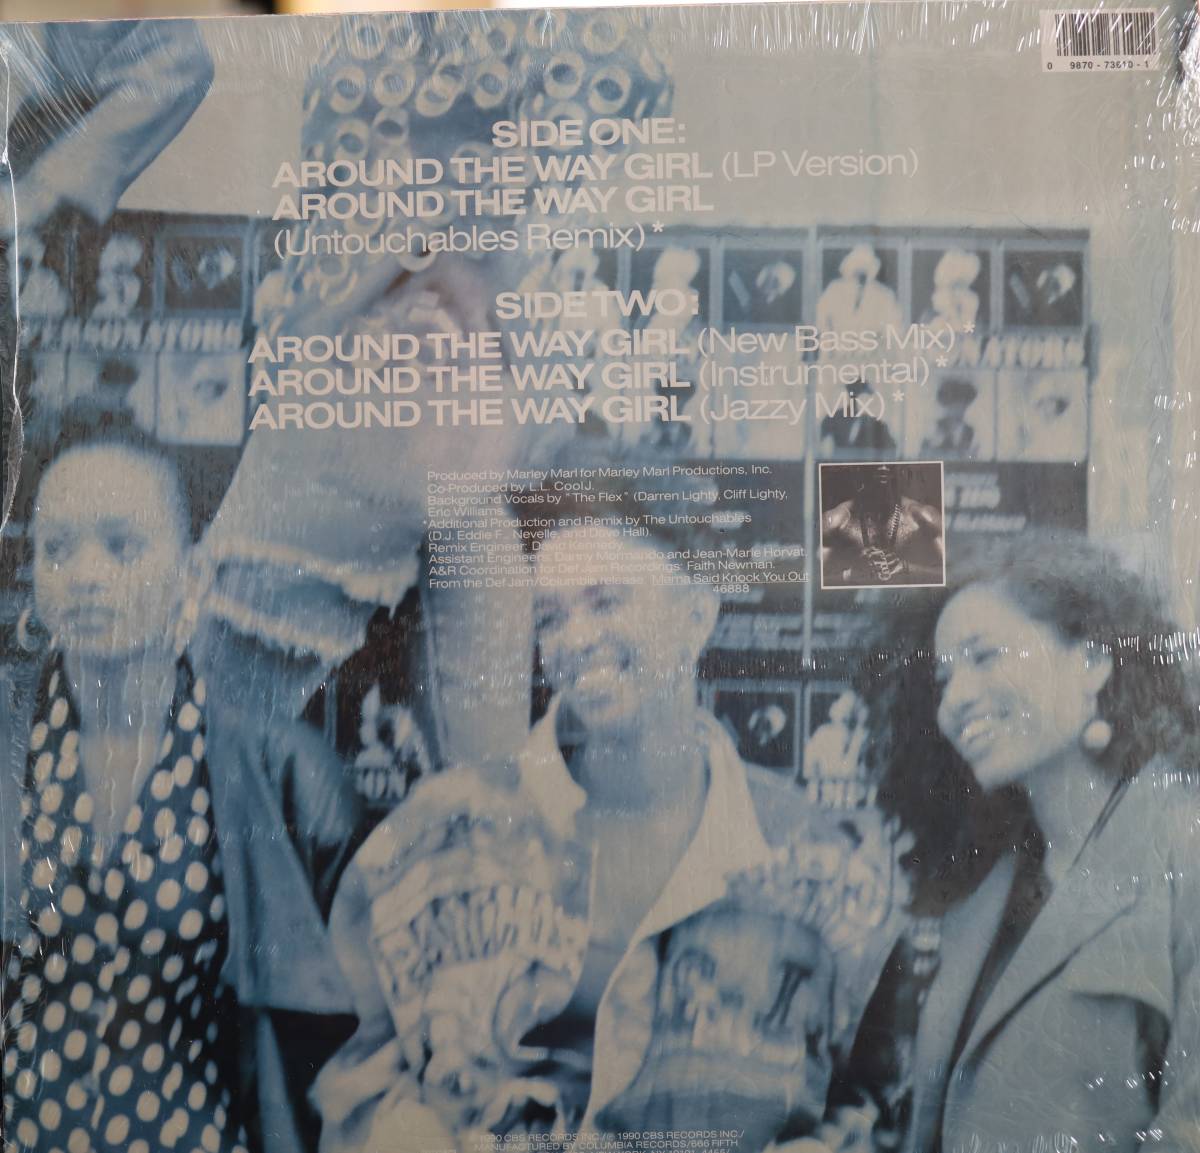 0 9870 - 73610 - 1
SIDE ONE:
AROUND THE WAY GIRL (LP Version)
AROUND THE WAY GIRL
(Untouchables Remix)*
SIDE TWO:
AROUND THE WAY GIRL (New Bass Mix)*
AROUND THE WAY GIRL (Instrumental)*
AROUND THE WAY GIRL (Jazzy Mix)*
PERSONATORS
NATORS
Produced by Marley Marl for Marley Marl Productions, Inc.
Co-Produced by L.L. Cool J.
Background Vocals by "The Flex" (Darren Lighty, Cliff Lighty,
Eric Williams.
*Additional Production and Remix by The Untouchables
(D.J. Eddie F., Nevelle, and Dave Hall).
Remix Engineer: David Kennedy
Assistant Engineers: Danny Mormando and Jean-Marie Horvat.
A&R Coordination for Def Jam Recordings: Faith Newman.
From the Def Jam/Columbia release: Mama Said Knock You Out
46888
SON
1990 CBS RECORDS INC./℗ 1990 CBS RECORDS INC./
MANUFACTURED BY COLUMBIA RECORDS/666 FIFTH